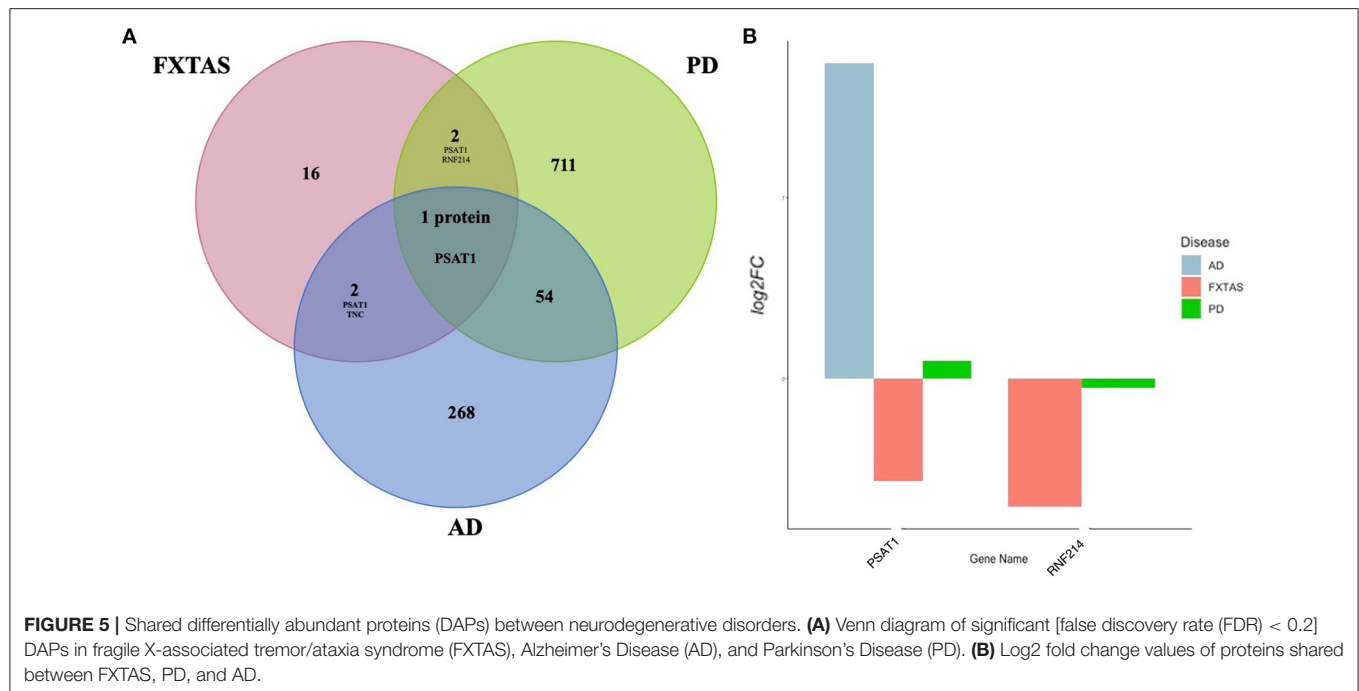 A
FXTAS
PD
2
PSAT1
RNF214
16
711
1 protein
PSAT1
2
PSAT1
TNC
54
268
AD
B
log2FC
1
0
PSAT1
Gene Name
RNF214
Disease
AD
FXTAS
PD
FIGURE 5 | Shared differentially abundant proteins (DAPs) between neurodegenerative disorders. (A) Venn diagram of significant [false discovery rate (FDR) < 0.2]
DAPs in fragile X-associated tremor/ataxia syndrome (FXTAS), Alzheimer's Disease (AD), and Parkinson's Disease (PD). (B) Log2 fold change values of proteins shared
between FXTAS, PD, and AD.